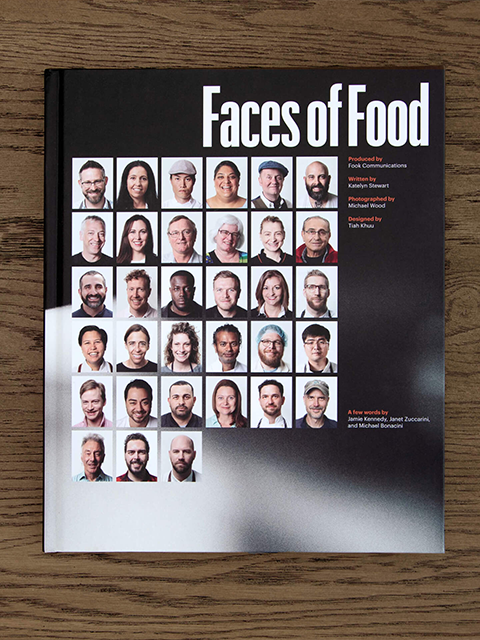 Faces of Food
Produced by
Fook Communications
Written by
Katelyn Stewart
Photographed by
Michael Wood
Designed by
Tiah Khuu
A few words by
Jamie Kennedy, Janet Zuccarini,
and Michael Bonacini